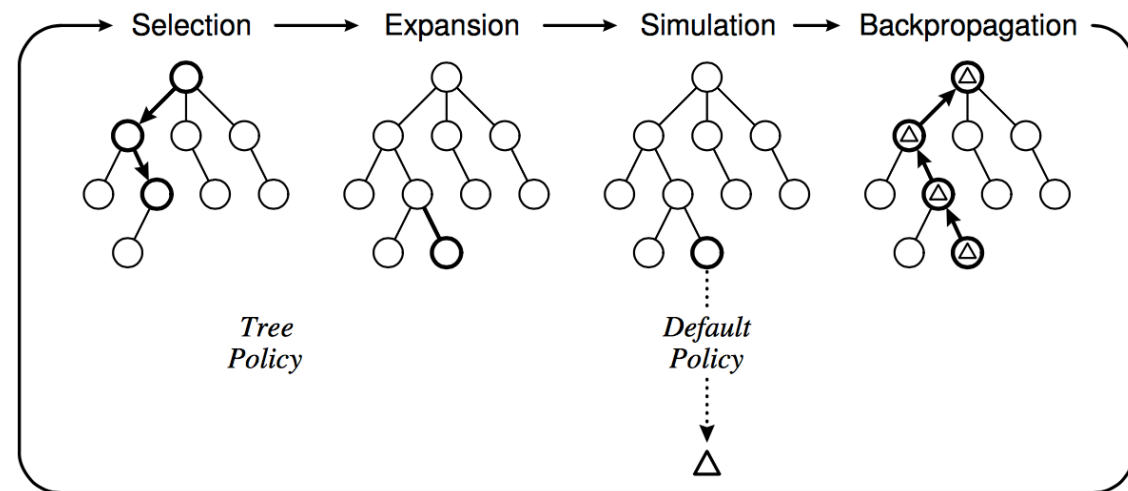 Selection
Expansion
Simulation
Backpropagation
Tree
Policy
Default
Policy